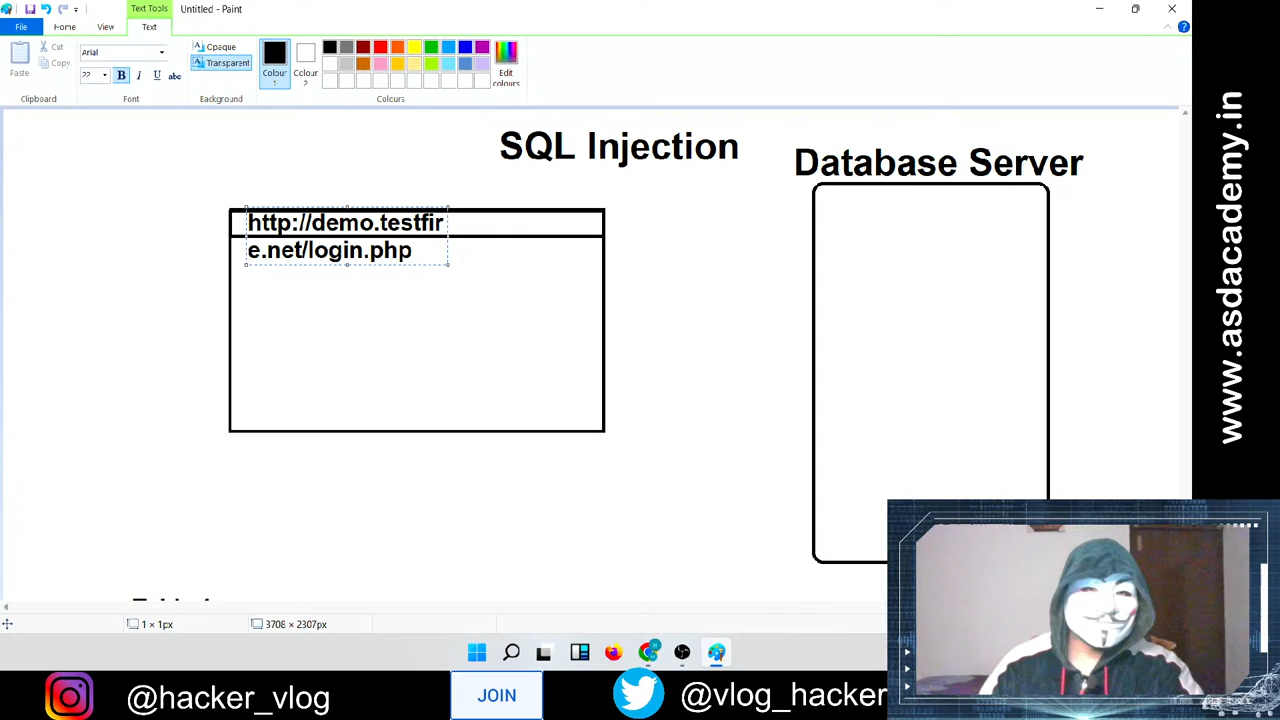 Text Tools
Untitled - Paint
File
Home
View
Text
Paste
Cut
Copy
Clipboard
Arial
22
B
I
U
abc
Font
Opaque
Transparent
Background
Colour 1
Colour 2
Edit colours
Colours
SQL Injection
Database Server
http://demo.testfir
e.net/login.php
1 × 1px
3708 × 2307px
www.asdacademy.in
@hacker_vlog
JOIN
@vlog_hacker